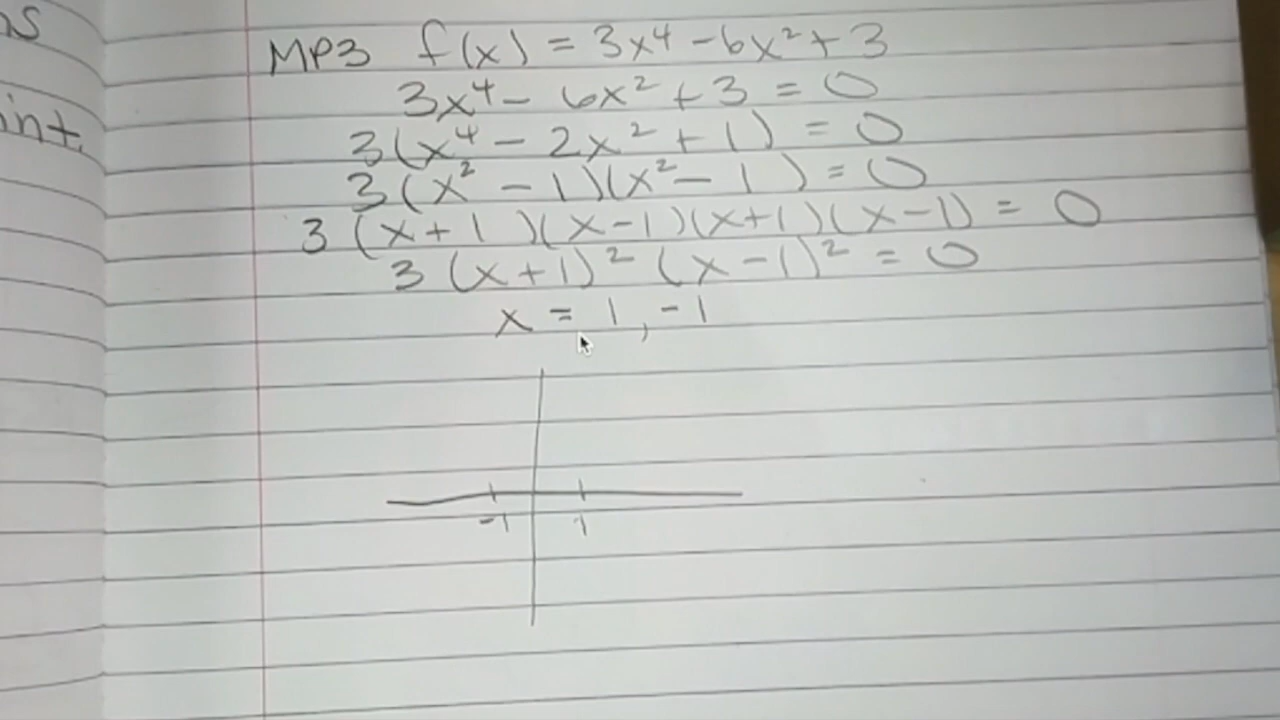 s
int.
MP3 f(x) = 3x⁴ - 6x² + 3
3x⁴ - 6x² + 3 = 0
3(x⁴ - 2x² + 1) = 0
3(x² - 1)(x² - 1) = 0
3(x+1)(x-1)(x+1)(x-1) = 0
3(x+1)²(x-1)² = 0
x = 1, -1
-1 1